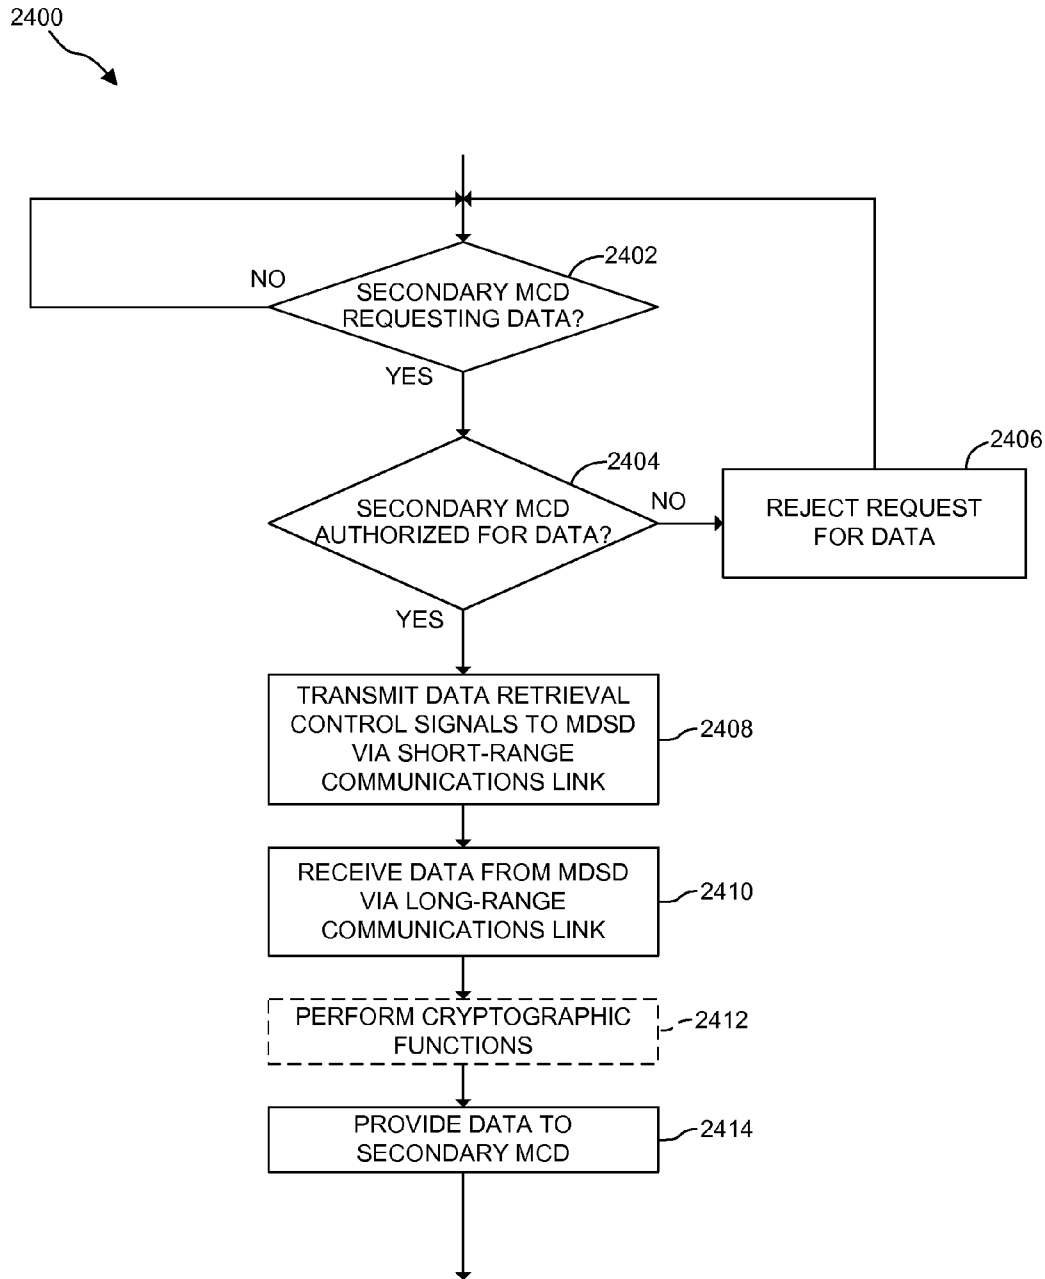 2400
2402
NO
SECONDARY MCD
REQUESTING DATA?
YES
2404
2406
NO
SECONDARY MCD
AUTHORIZED FOR DATA?
REJECT REQUEST
FOR DATA
YES
TRANSMIT DATA RETRIEVAL
CONTROL SIGNALS TO MDSD
VIA SHORT-RANGE
COMMUNICATIONS LINK
2408
RECEIVE DATA FROM MDSD
VIA LONG-RANGE
COMMUNICATIONS LINK
2410
PERFORM CRYPTOGRAPHIC
FUNCTIONS
2412
PROVIDE DATA TO
SECONDARY MCD
2414